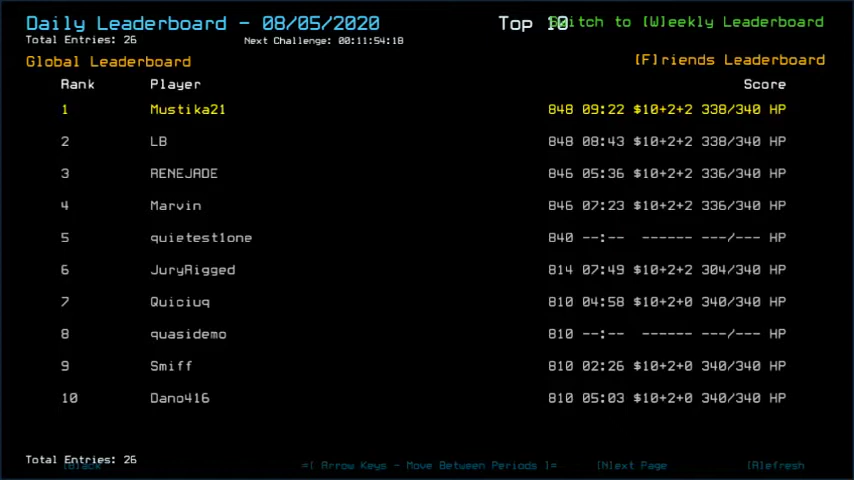 Daily Leaderboard - 08/05/2020 Top 10 Switch to [W]eekly Leaderboard
Total Entries: 26 Next Challenge: 00:11:54:18
Global Leaderboard [F]riends Leaderboard
Rank Player Score
1 Mustika21 848 09:22 $10+2+2 338/340 HP
2 LB 848 08:43 $10+2+2 338/340 HP
3 RENEJADE 846 05:36 $10+2+2 336/340 HP
4 Marvin 846 07:23 $10+2+2 336/340 HP
5 quietest1one 840 --:-- ------ ---/--- HP
6 JuryRigged 814 07:49 $10+2+2 304/340 HP
7 Quiciuq 810 04:58 $10+2+0 340/340 HP
8 quasidemo 810 --:-- ------ ---/--- HP
9 Smiff 810 02:26 $10+2+0 340/340 HP
10 Dano416 810 05:03 $10+2+0 340/340 HP
Total Entries: 26
[B]ack =[ Arrow Keys - Move Between Periods ]= [N]ext Page [R]efresh